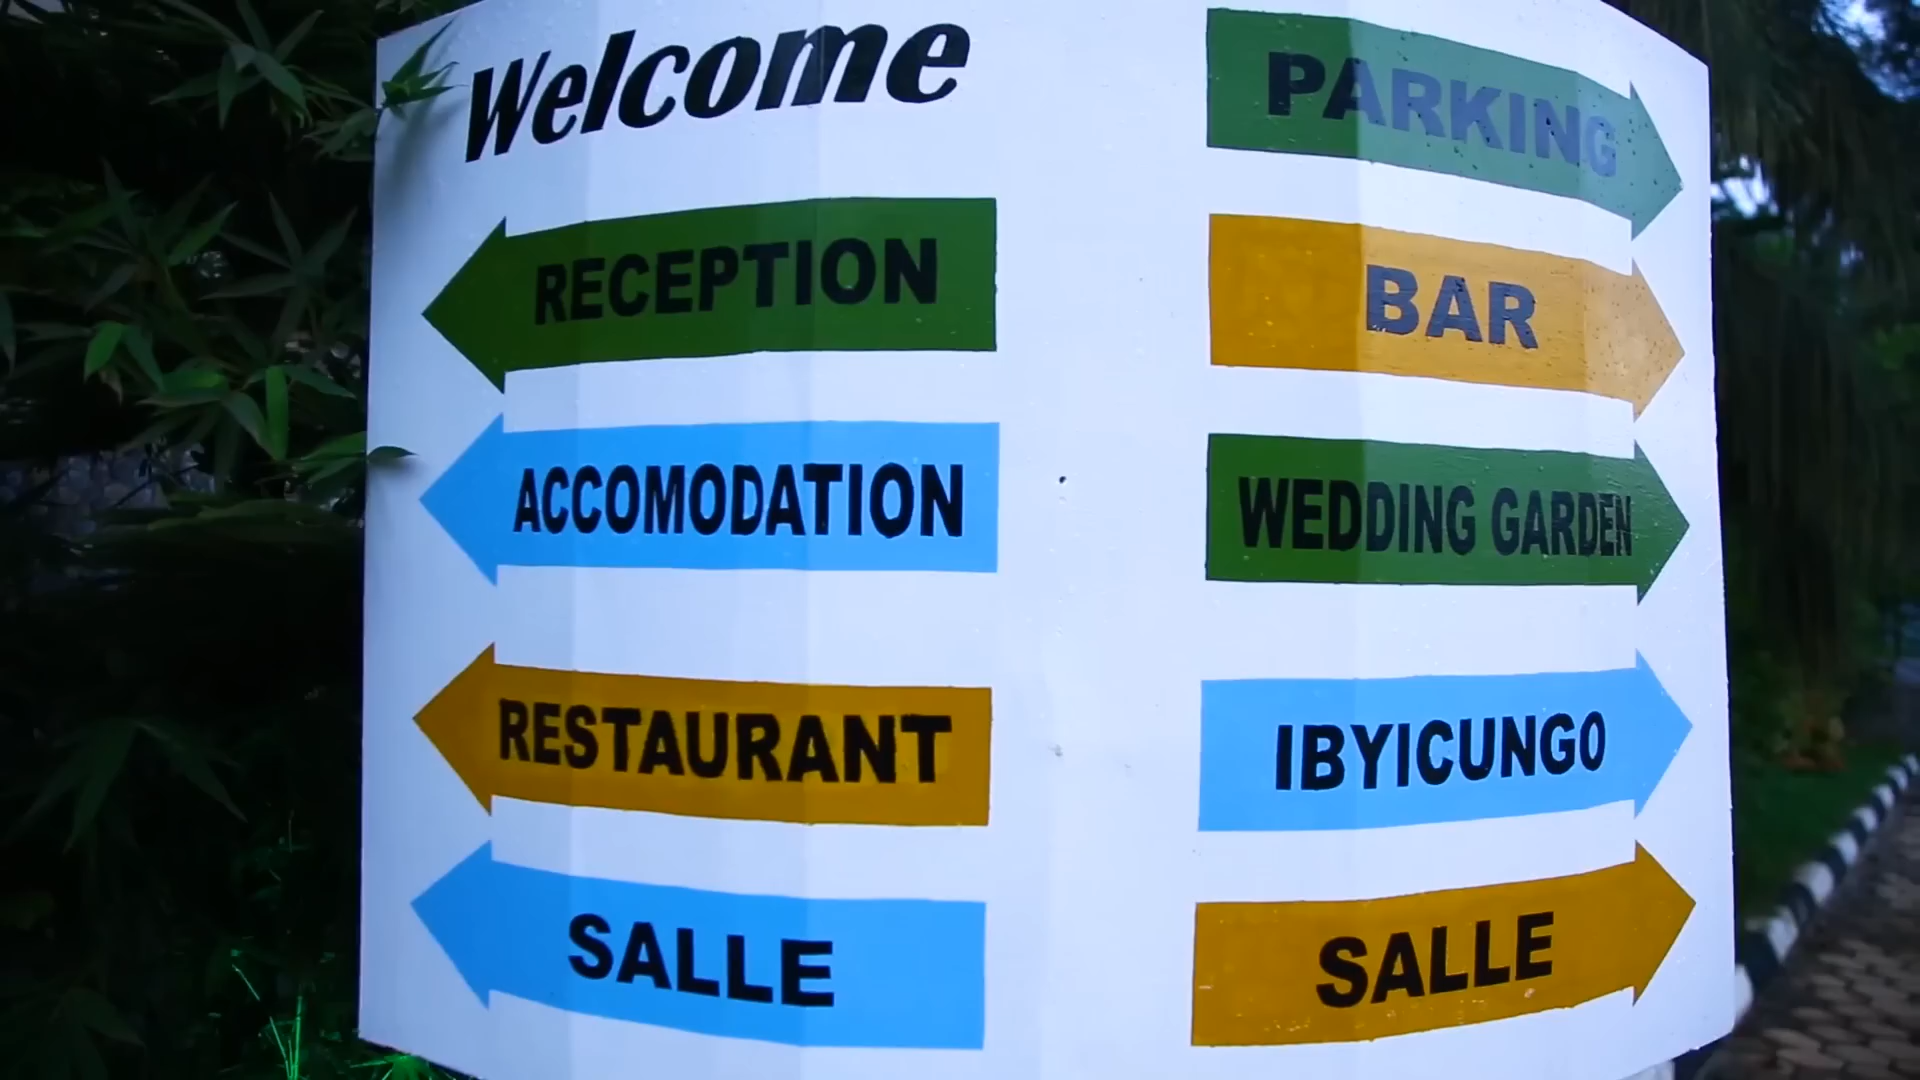 Welcome
RECEPTION
ACCOMODATION
RESTAURANT
SALLE
PARKING
BAR
WEDDING GARDEN
IBYICUNGO
SALLE